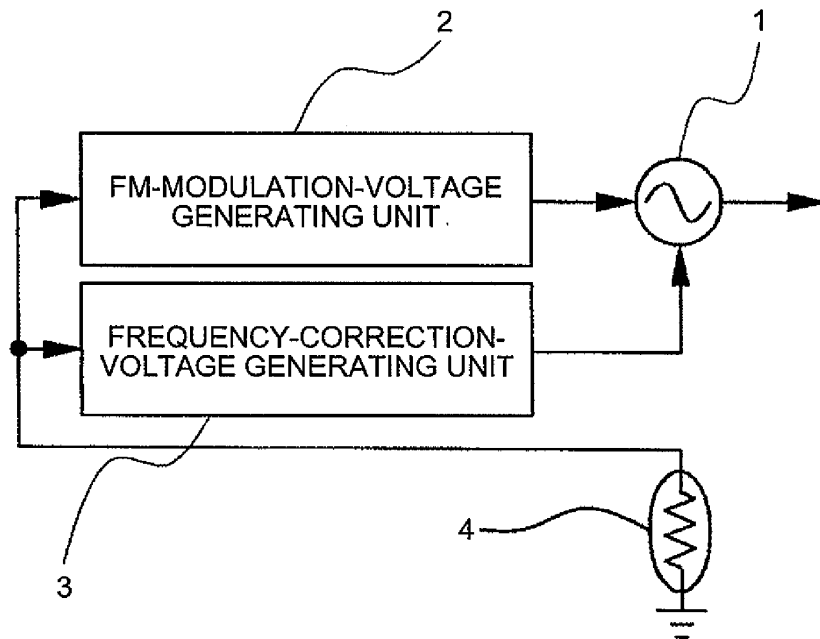 2
1
FM-MODULATION-VOLTAGE
GENERATING UNIT
FREQUENCY-CORRECTION-
VOLTAGE GENERATING UNIT
4
3